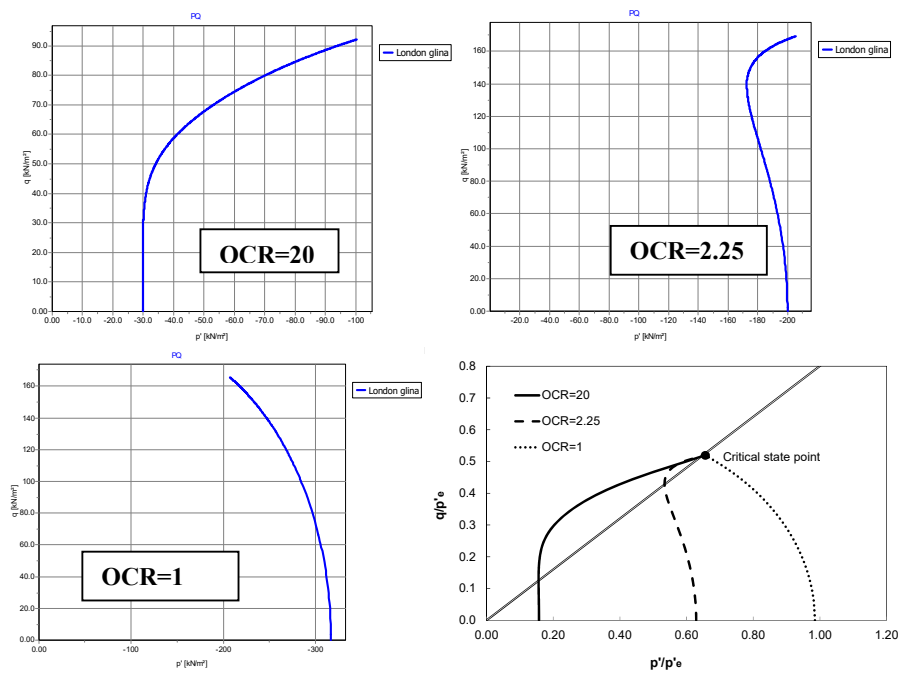 PQ
90.0
80.0
70.0
60.0
50.0
40.0
30.0
20.0
10.0
0.00
q [kN/m²]
0.00 -10.0 -20.0 -30.0 -40.0 -50.0 -60.0 -70.0 -80.0 -90.0 -100
p' [kN/m²]
London glina
OCR=20
PQ
160
140
120
100
80.0
60.0
40.0
20.0
0.00
q [kN/m²]
-20.0 -40.0 -60.0 -80.0 -100 -120 -140 -160 -180 -200
p' [kN/m²]
London glina
OCR=2.25
PQ
160
140
120
100
80.0
60.0
40.0
20.0
0.00
q [kN/m²]
0.00 -100 -200 -300
p' [kN/m²]
London glina
OCR=1
0.8
0.7
0.6
0.5
0.4
0.3
0.2
0.1
0.0
q/p'e
OCR=20
OCR=2.25
OCR=1
Critical state point
0.00 0.20 0.40 0.60 0.80 1.00 1.20
p'/p'e